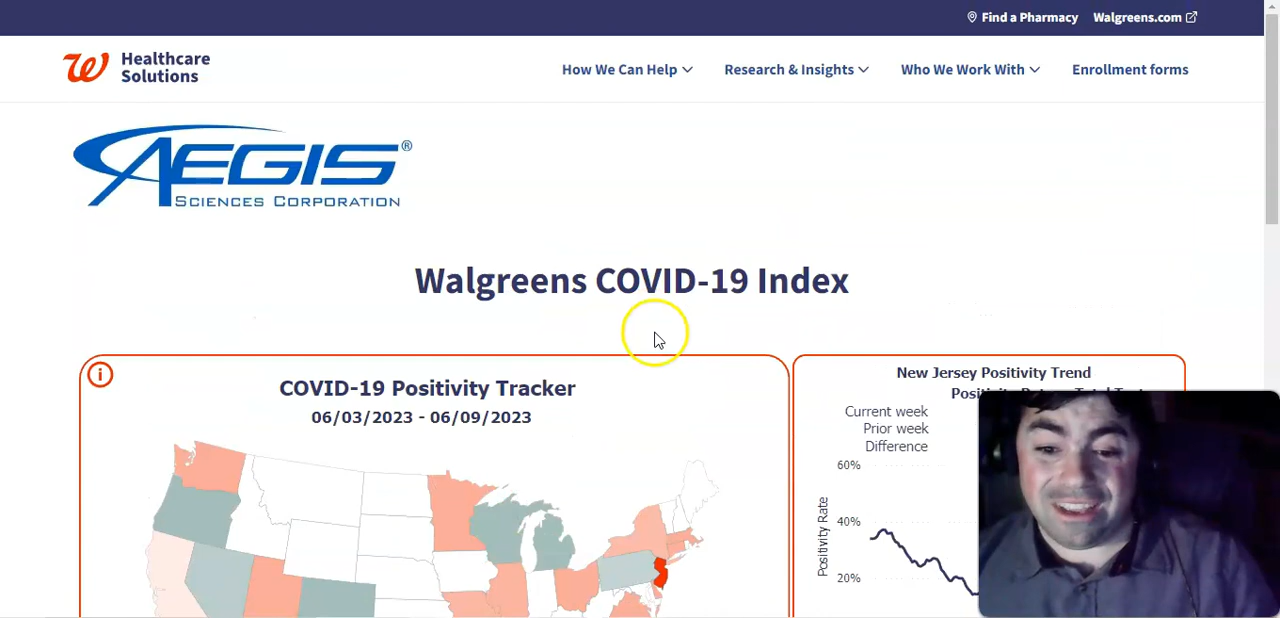 Find a Pharmacy Walgreens.com
Healthcare
Solutions
How We Can Help Research & Insights Who We Work With Enrollment forms
AEGIS®
SCIENCES CORPORATION
Walgreens COVID-19 Index
COVID-19 Positivity Tracker
06/03/2023 - 06/09/2023
New Jersey Positivity Trend
Current week
Prior week
Difference
60%
40%
20%
Positivity Rate